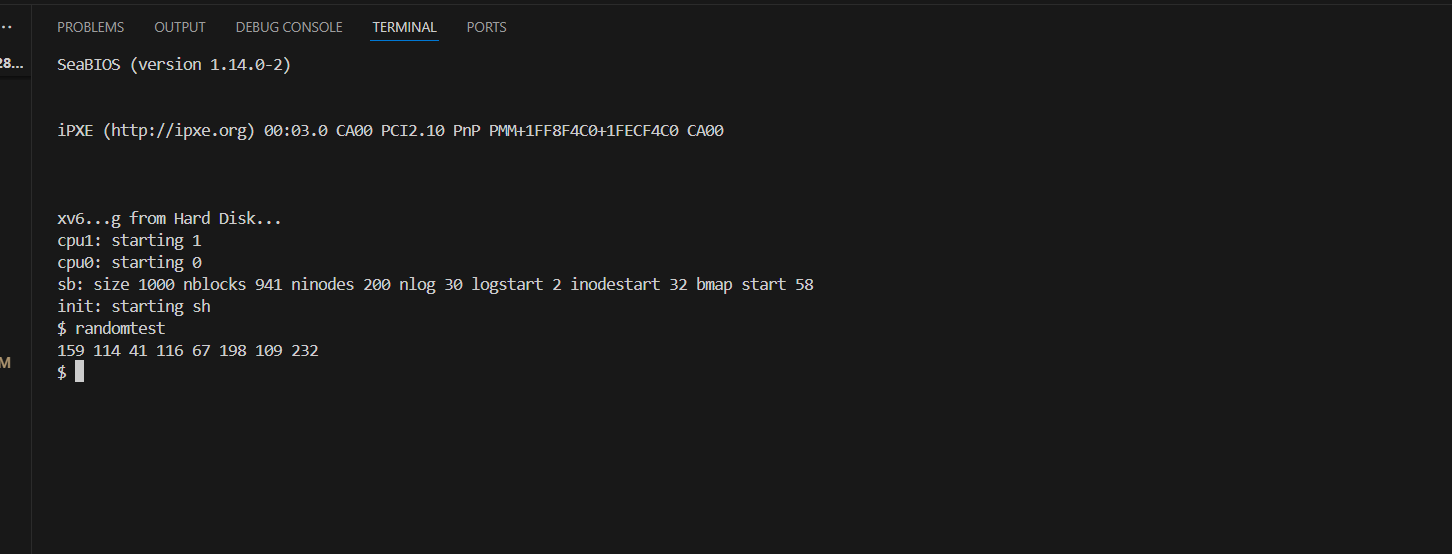 PROBLEMS OUTPUT DEBUG CONSOLE TERMINAL PORTS
28...
SeaBIOS (version 1.14.0-2)
iPXE (http://ipxe.org) 00:03.0 CA00 PCI2.10 PnP PMM+1FF8F4C0+1FECF4C0 CA00
xv6...g from Hard Disk...
cpu1: starting 1
cpu0: starting 0
sb: size 1000 nblocks 941 ninodes 200 nlog 30 logstart 2 inodestart 32 bmap start 58
init: starting sh
$ randomtest
159 114 41 116 67 198 109 232
M
$